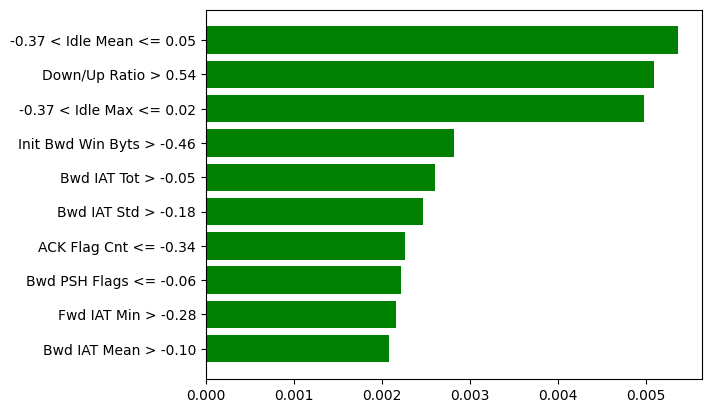 -0.37 < Idle Mean <= 0.05
Down/Up Ratio > 0.54
-0.37 < Idle Max <= 0.02
Init Bwd Win Byts > -0.46
Bwd IAT Tot > -0.05
Bwd IAT Std > -0.18
ACK Flag Cnt <= -0.34
Bwd PSH Flags <= -0.06
Fwd IAT Min > -0.28
Bwd IAT Mean > -0.10
0.000 0.001 0.002 0.003 0.004 0.005